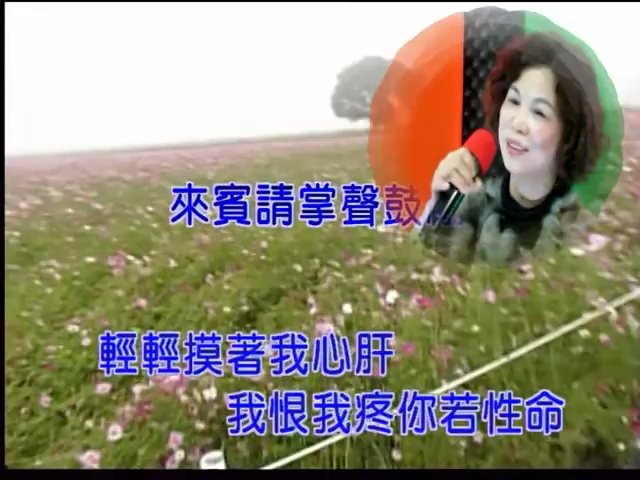 來賓請掌聲鼓
輕輕摸著我心肝
我恨我疼你若性命